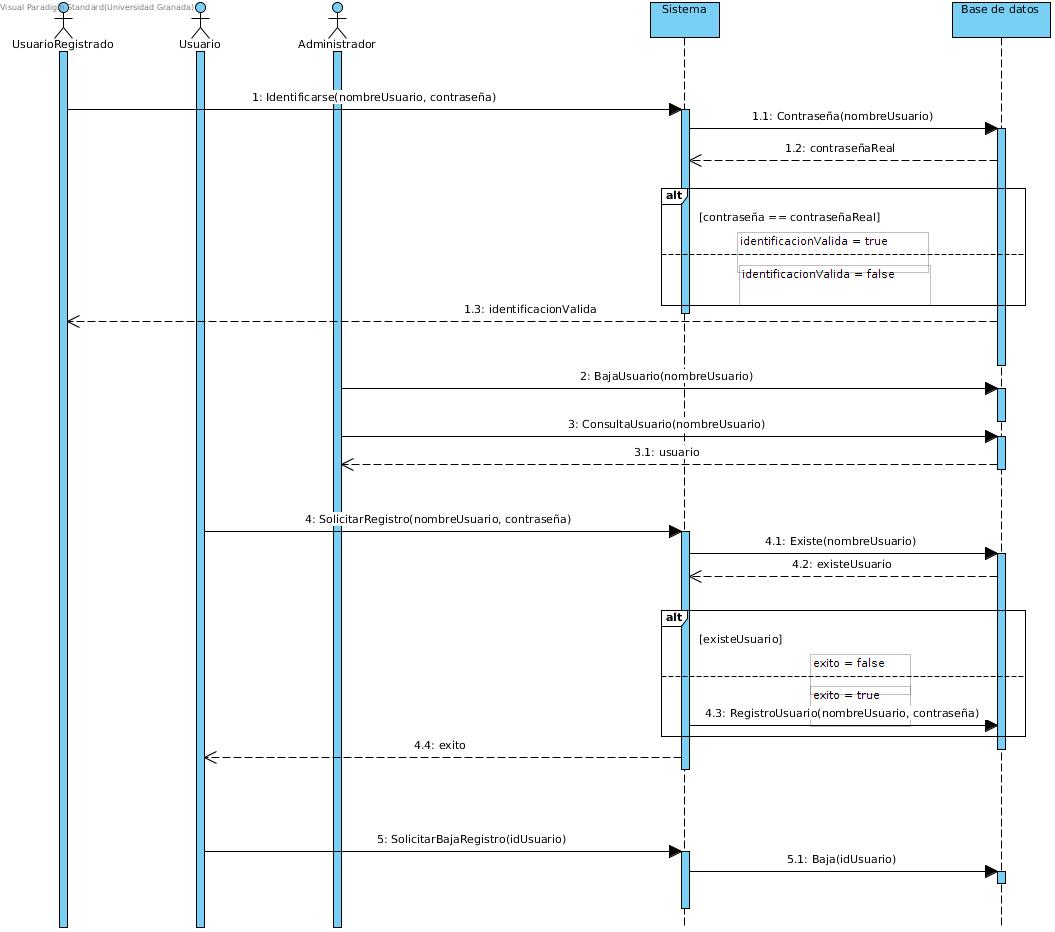 Visual Paradigm Standard(Universidad Granada)
UsuarioRegistrado
Usuario
Administrador
Sistema
Base de datos
1: Identificarse(nombreUsuario, contraseña)
1.1: Contraseña(nombreUsuario)
1.2: contraseñaReal
alt
[contraseña == contraseñaReal]
identificacionValida = true
identificacionValida = false
1.3: identificacionValida
2: BajaUsuario(nombreUsuario)
3: ConsultaUsuario(nombreUsuario)
3.1: usuario
4: SolicitarRegistro(nombreUsuario, contraseña)
4.1: Existe(nombreUsuario)
4.2: existeUsuario
alt
[existeUsuario]
exito = false
exito = true
4.3: RegistroUsuario(nombreUsuario, contraseña)
4.4: exito
5: SolicitarBajaRegistro(idUsuario)
5.1: Baja(idUsuario)